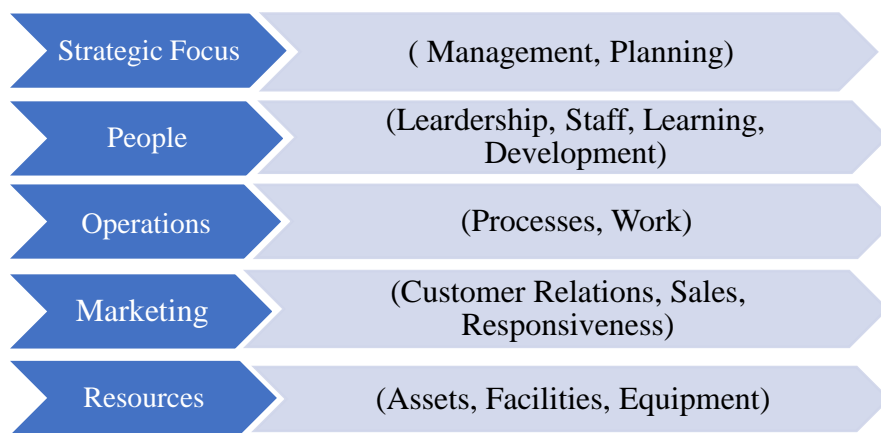 Strategic Focus
( Management, Planning)
People
(Leardership, Staff, Learning,
Development)
Operations
(Processes, Work)
Marketing
(Customer Relations, Sales,
Responsiveness)
Resources
(Assets, Facilities, Equipment)